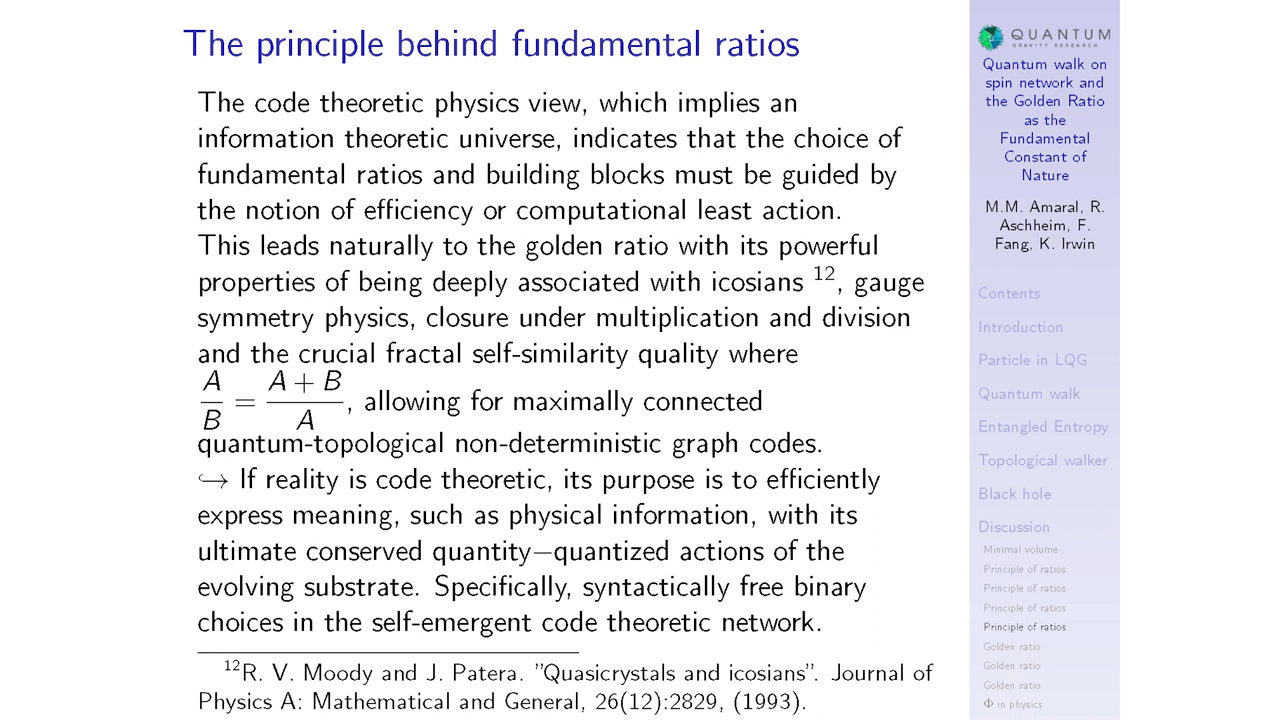 The principle behind fundamental ratios
The code theoretic physics view, which implies an
information theoretic universe, indicates that the choice of
fundamental ratios and building blocks must be guided by
the notion of efficiency or computational least action.
This leads naturally to the golden ratio with its powerful
properties of being deeply associated with icosians ¹², gauge
symmetry physics, closure under multiplication and division
and the crucial fractal self-similarity quality where
A/B = (A + B)/A, allowing for maximally connected
quantum-topological non-deterministic graph codes.
↪ If reality is code theoretic, its purpose is to efficiently
express meaning, such as physical information, with its
ultimate conserved quantity−quantized actions of the
evolving substrate. Specifically, syntactically free binary
choices in the self-emergent code theoretic network.
¹²R. V. Moody and J. Patera. ”Quasicrystals and icosians”. Journal of
Physics A: Mathematical and General, 26(12):2829, (1993).
QUANTUM
GRAVITY RESEARCH
Quantum walk on
spin network and
the Golden Ratio
as the
Fundamental
Constant of
Nature
M.M. Amaral, R.
Aschheim, F.
Fang, K. Irwin
Contents
Introduction
Particle in LQG
Quantum walk
Entangled Entropy
Topological walker
Black hole
Discussion
Minimal volume
Principle of ratios
Principle of ratios
Principle of ratios
Principle of ratios
Golden ratio
Golden ratio
Golden ratio
Φ in physics